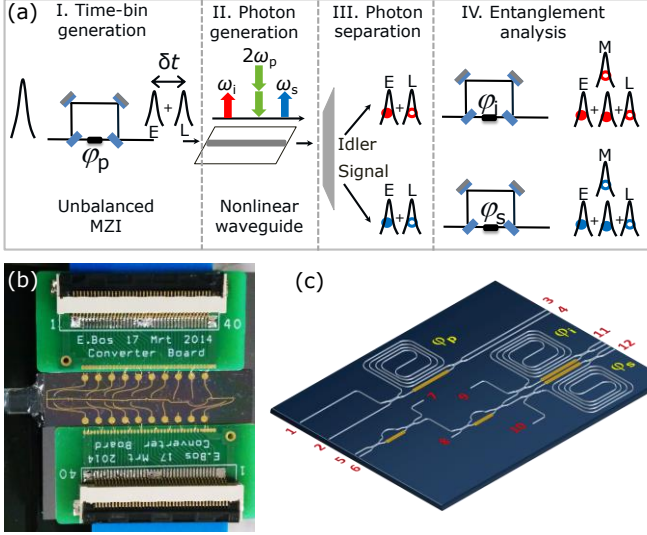 (a)
I. Time-bin generation
II. Photon generation
III. Photon separation
IV. Entanglement analysis
δt
E + L
φp
Unbalanced MZI
2ωp
ωi
ωs
Nonlinear waveguide
E + L
Idler
Signal
E + L
φi
M
E + + L
φs
M
E + + L
(b)
1
40
E.Bos 17 Mrt 2014
Converter Board
E.Bos 17 Mrt 2014
Converter Board
40
1
(c)
φp
φi
φs
1
2
3
4
5
6
7
8
9
10
11
12